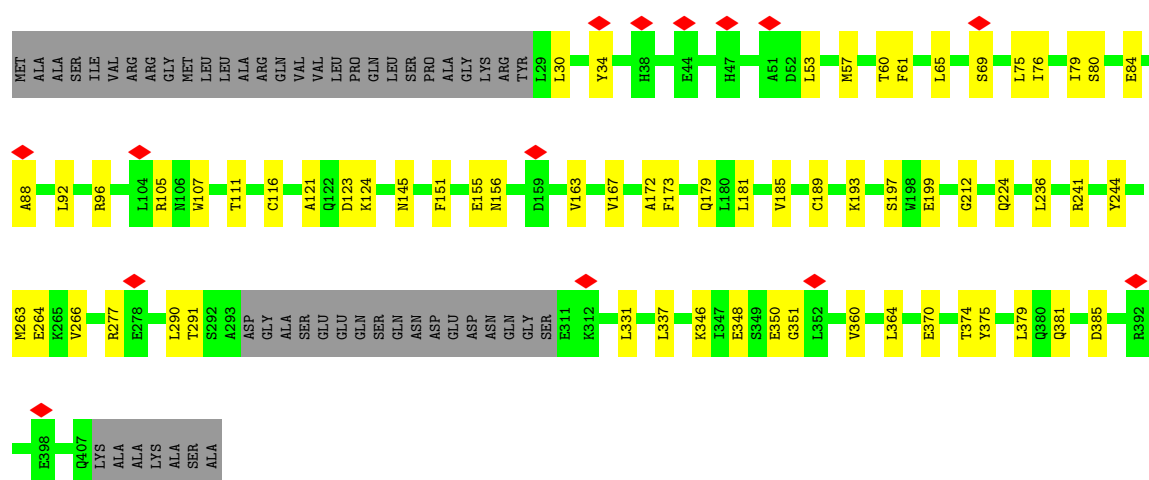 MET ALA ALA SER ILE VAL ARG ARG GLY MET LEU LEU ALA ARG GLN VAL VAL LEU PRO GLN LEU SER PRO ALA GLY LYS ARG TYR L29 L30 Y34 H38 E44 H47 A51 D52 L53 M57 T60 F61 L65 S69 L75 I76 I79 S80 E84
A88 L92 R96 L104 R105 N106 W107 T111 C116 A121 Q122 D123 K124 N145 F151 E155 N156 D159 V163 V167 A172 F173 Q179 L180 L181 V185 C189 K193 S197 W198 E199 G212 Q224 L236 R241 Y244
M263 E264 K265 V266 R277 E278 L290 T291 S292 A293 ASP GLY ALA SER GLU GLU GLN SER GLN ASN ASP GLU ASP ASN GLN GLY SER E311 K312 L331 L337 K346 I347 E348 S349 E350 G351 L352 V360 L364 E370 T374 Y375 L379 Q380 Q381 D385 R392
E398 Q407 LYS ALA ALA LYS ALA SER ALA